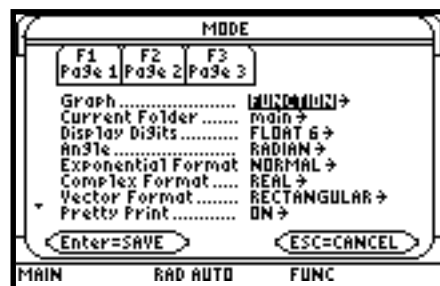 MODE
F1 F2 F3
Page 1 Page 2 Page 3
Graph.................... FUNCTION→
Current Folder....... main→
Display Digits........ FLOAT 6→
Angle................... RADIAN→
Exponential Format NORMAL→
Complex Format..... REAL→
Vector Format........ RECTANGULAR→
Pretty Print........... ON→
Enter=SAVE ESC=CANCEL
MAIN RAD AUTO FUNC